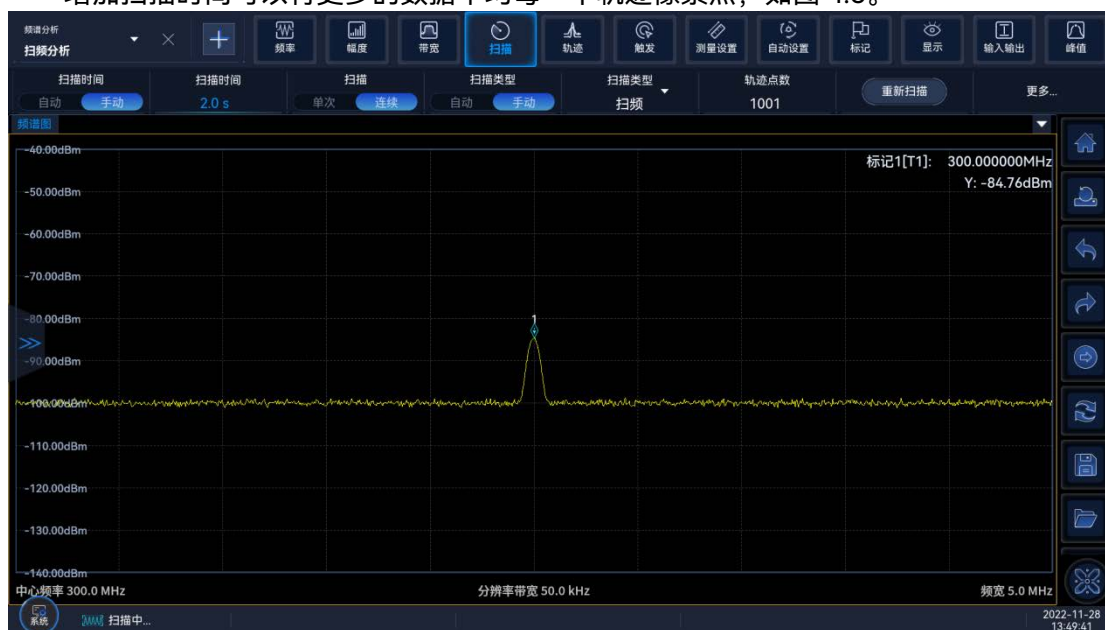 频谱分析
扫频分析
频率 幅度 带宽 扫描 轨迹 触发 测量设置 自动设置 标记 显示 输入输出 峰值
扫描时间 扫描时间 扫描 扫描类型 扫描类型 轨迹点数 重新扫描 更多...
自动 手动 2.0 s 单次 连续 自动 手动 扫频 1001
频谱图
-40.00dBm
标记1[T1]: 300.000000MHz
Y: -84.76dBm
-50.00dBm
-60.00dBm
-70.00dBm
-80.00dBm
1
-90.00dBm
-100.00dBm
-110.00dBm
-120.00dBm
-130.00dBm
-140.00dBm
中心频率 300.0 MHz 分辨率带宽 50.0 kHz 频宽 5.0 MHz
系统 扫描中... 2022-11-28
13:49:41